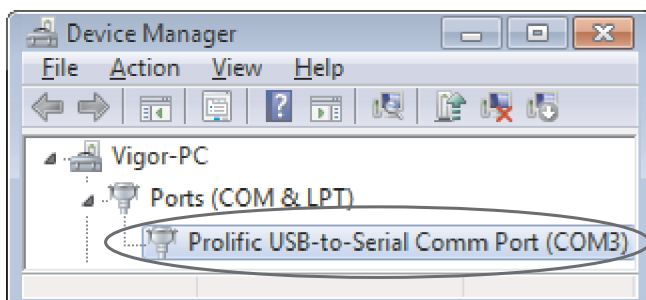 Device Manager
File Action View Help
Vigor-PC
Ports (COM & LPT)
Prolific USB-to-Serial Comm Port (COM3)